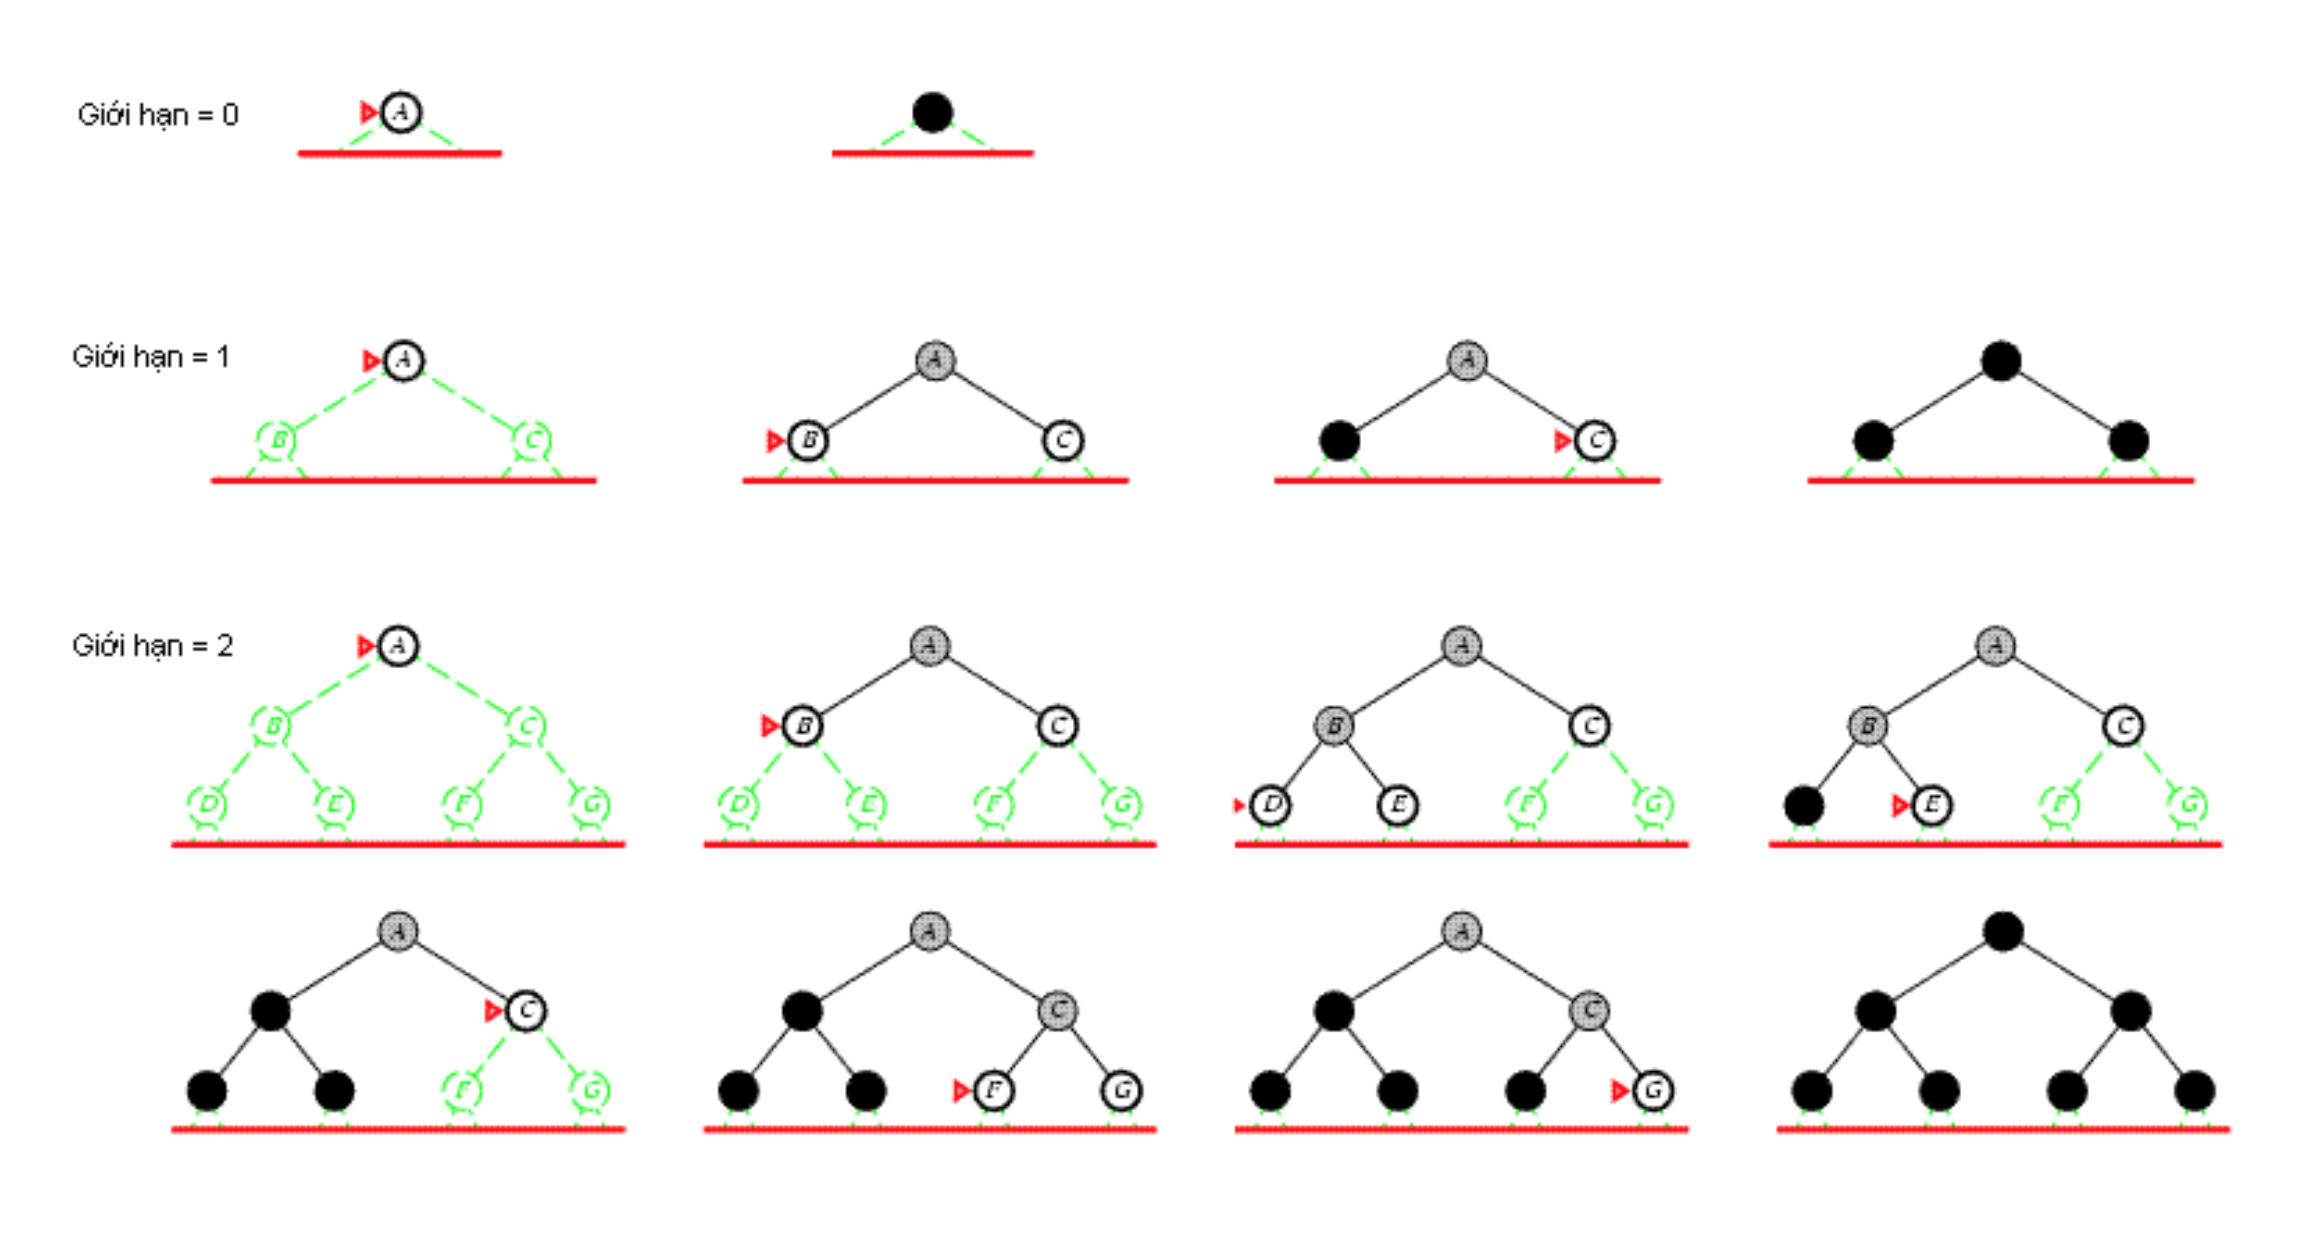 Giới hạn = 0
A
Giới hạn = 1
A A A
B C B C C
Giới hạn = 2
A A A A
B C B C B C B C
D E F G D E F G D E F G E F G
A A A
C C C
F G F G G